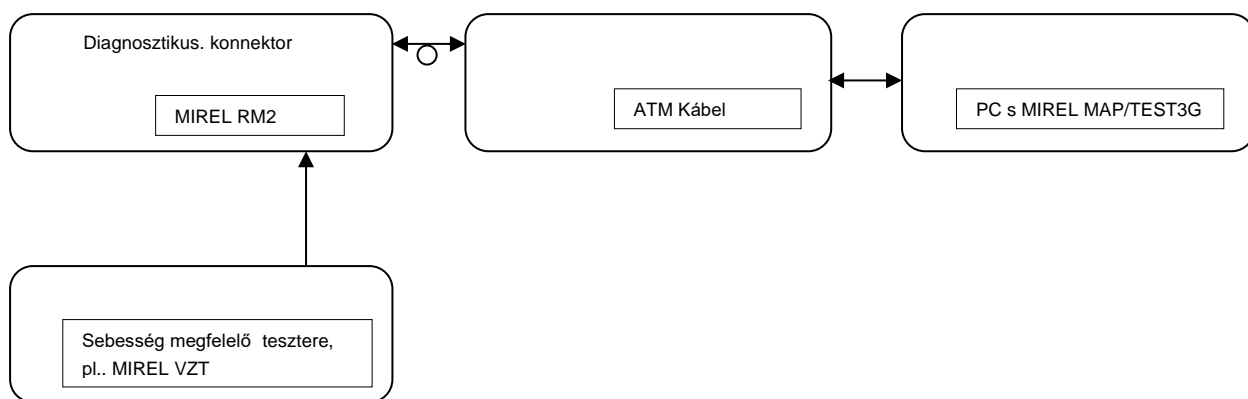 Diagnosztikus. konnektor
MIREL RM2
ATM Kábel
PC s MIREL MAP/TEST3G
Sebesség megfelelő tesztere,
pl.. MIREL VZT